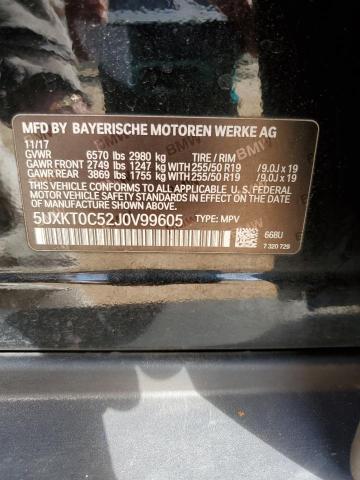 MFD BY BAYERISCHE MOTOREN WERKE AG
11/17
GVWR 6570 lbs 2980 kg TIRE / RIM
GAWR FRONT 2749 lbs 1247 kg WITH 255/50 R19 /9.0J x 19
GAWR REAR 3869 lbs 1755 kg WITH 255/50 R19 /9.0J x 19
THIS VEHICLE CONFORMS TO ALL APPLICABLE U.S. FEDERAL
MOTOR VEHICLE SAFETY STANDARDS IN EFFECT ON THE DATE
OF MANUFACTURE SHOWN ABOVE.
5UXKT0C52J0V99605 TYPE: MPV
668U
7 320 729